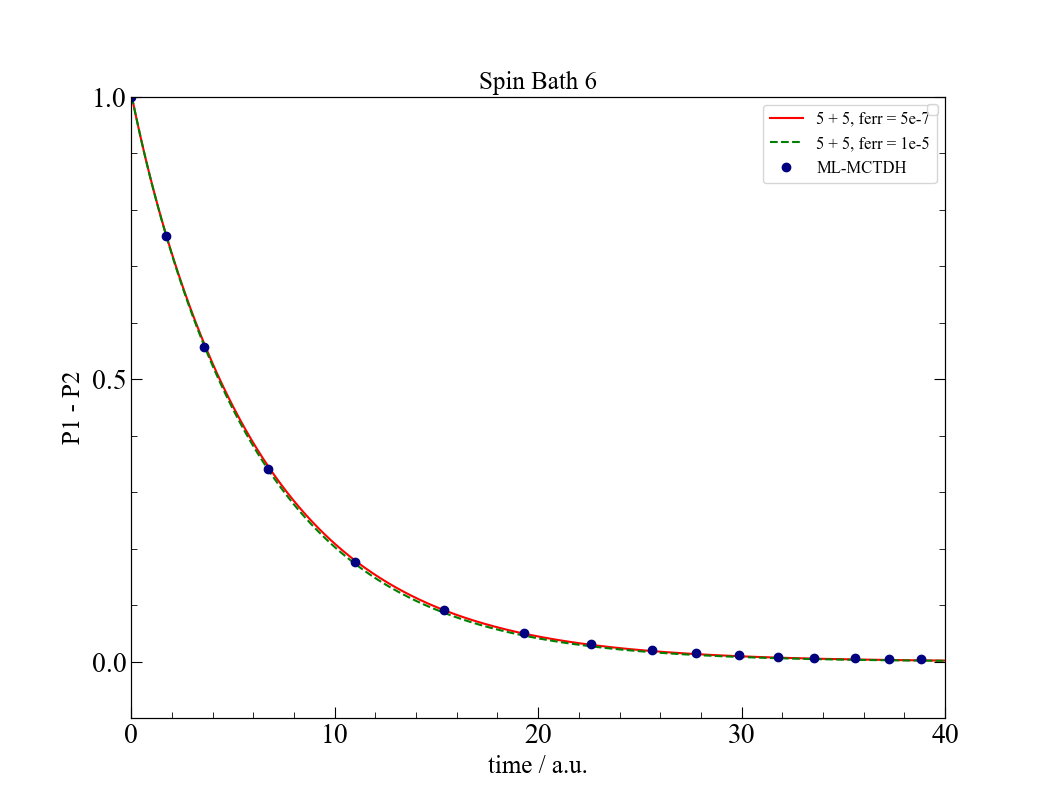 Spin Bath 6
1.0
0.5
0.0
P1 - P2
5 + 5, ferr = 5e-7
5 + 5, ferr = 1e-5
ML-MCTDH
0 10 20 30 40
time / a.u.